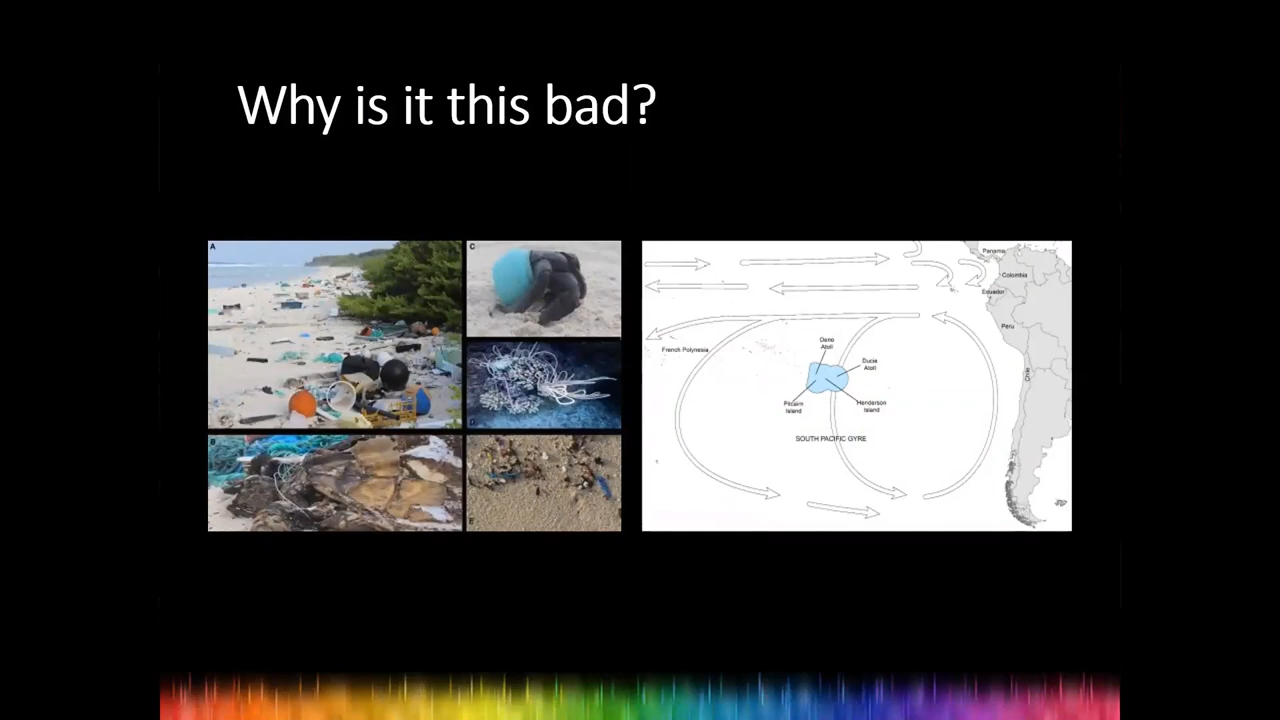 Why is it this bad?
A
B
C
D
E
Panama
Colombia
Ecuador
Peru
Chile
French Polynesia
Oeno
Atoll
Ducie
Atoll
Pitcairn
Island
Henderson
Island
SOUTH PACIFIC GYRE